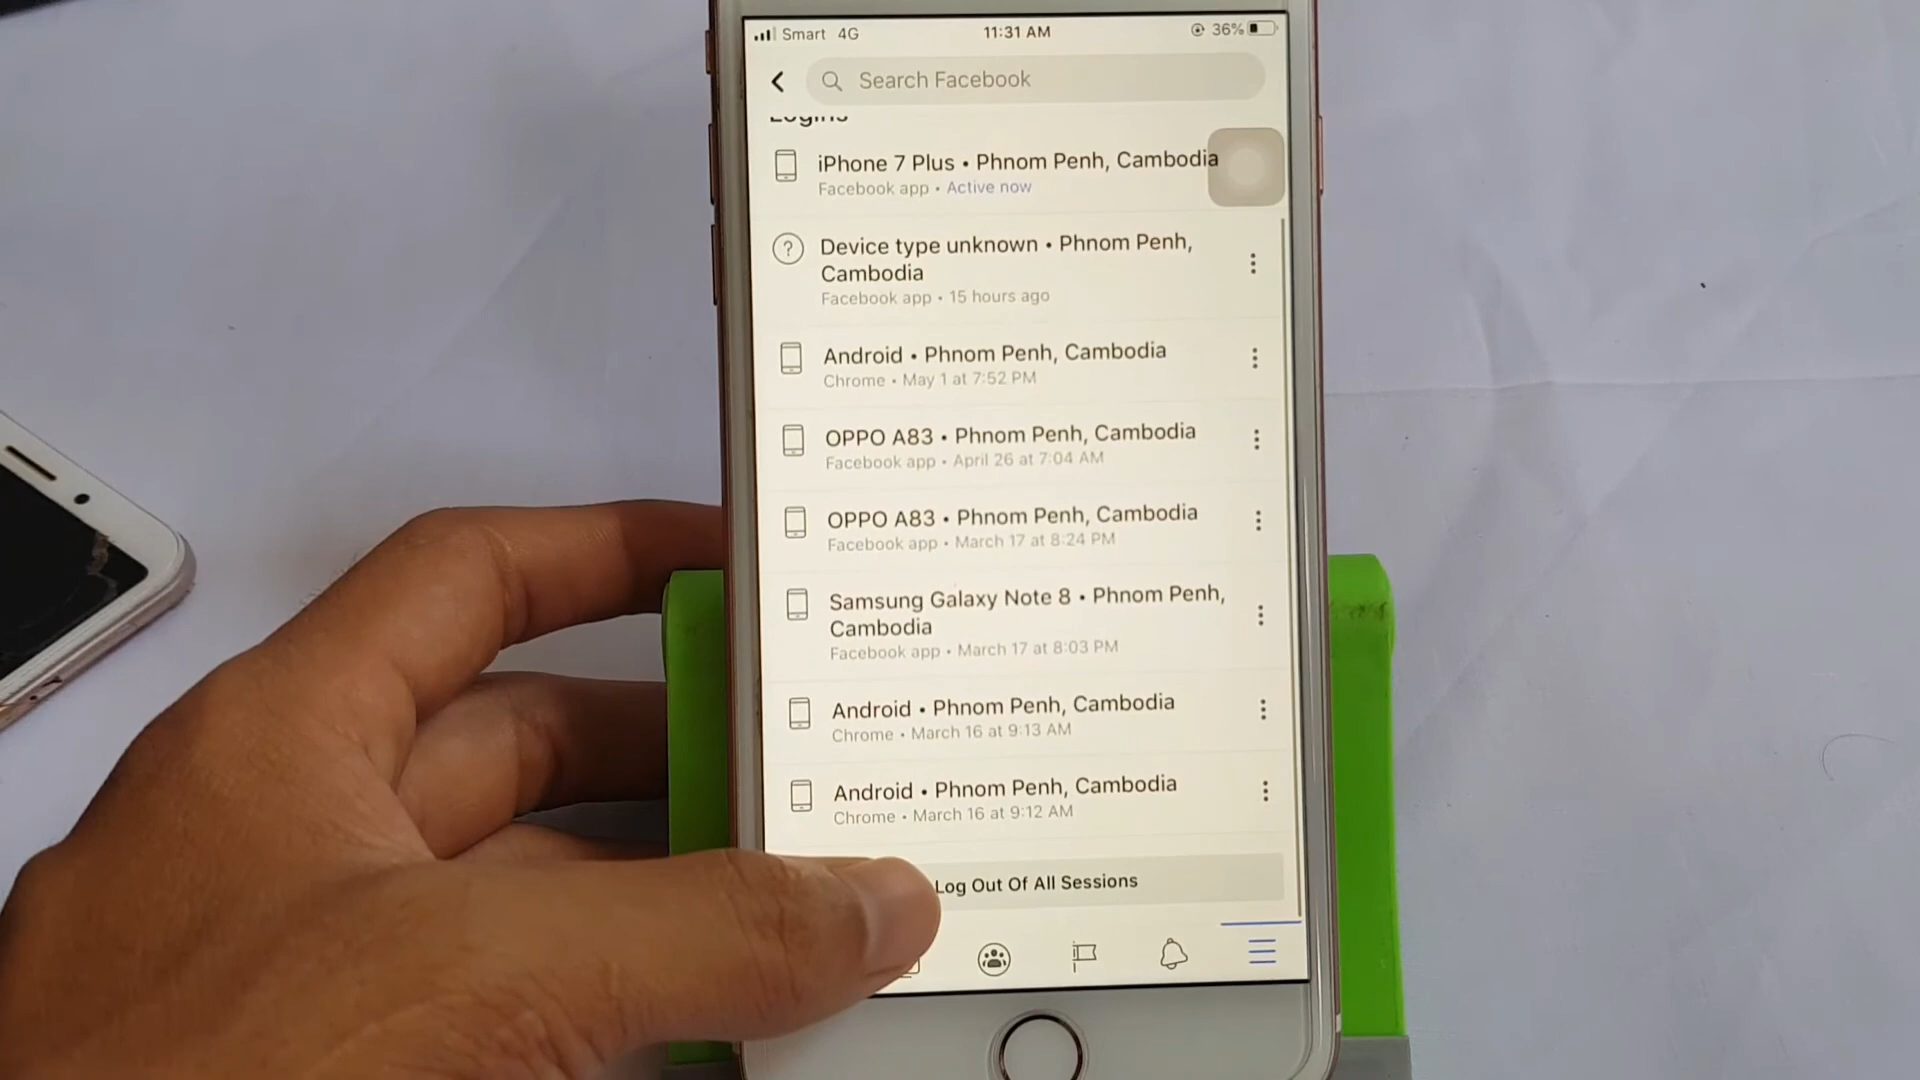 Smart 4G 11:31 AM 36%
Search Facebook
Logins
iPhone 7 Plus • Phnom Penh, Cambodia
Facebook app • Active now
? Device type unknown • Phnom Penh,
Cambodia
Facebook app • 15 hours ago
Android • Phnom Penh, Cambodia
Chrome • May 1 at 7:52 PM
OPPO A83 • Phnom Penh, Cambodia
Facebook app • April 26 at 7:04 AM
OPPO A83 • Phnom Penh, Cambodia
Facebook app • March 17 at 8:24 PM
Samsung Galaxy Note 8 • Phnom Penh,
Cambodia
Facebook app • March 17 at 8:03 PM
Android • Phnom Penh, Cambodia
Chrome • March 16 at 9:13 AM
Android • Phnom Penh, Cambodia
Chrome • March 16 at 9:12 AM
Log Out Of All Sessions